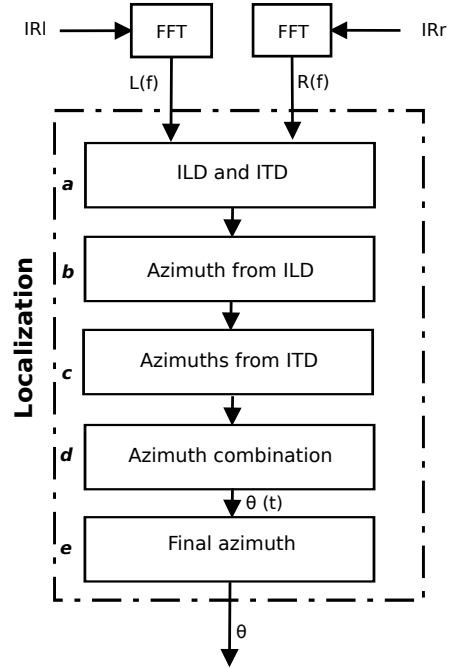 IRl
FFT
FFT
IRr
L(f)
R(f)
Localization
a
ILD and ITD
b
Azimuth from ILD
c
Azimuths from ITD
d
Azimuth combination
θ (t)
e
Final azimuth
θ